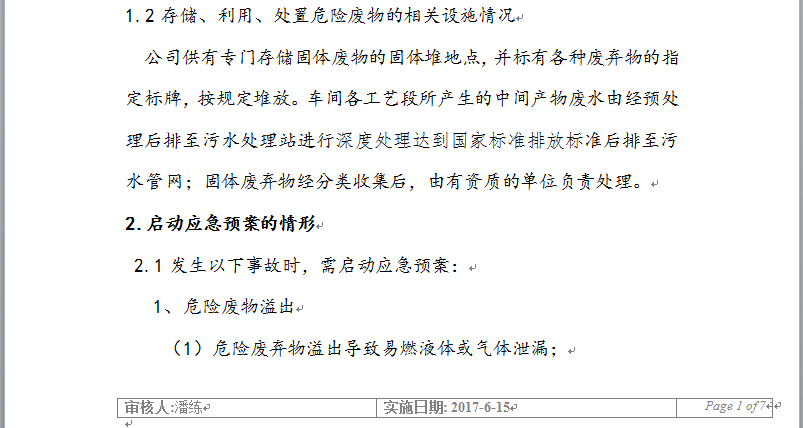 1.2存储、利用、处置危险废物的相关设施情况
公司供有专门存储固体废物的固体堆地点，并标有各种废弃物的指
定标牌，按规定堆放。车间各工艺段所产生的中间产物废水由经预处
理后排至污水处理站进行深度处理达到国家标准排放标准后排至污
水管网；固体废弃物经分类收集后，由有资质的单位负责处理。
2.启动应急预案的情形
2.1发生以下事故时，需启动应急预案：
1、危险废物溢出
（1）危险废弃物溢出导致易燃液体或气体泄漏；
审核人:潘练 实施日期: 2017-6-15 Page 1 of 7